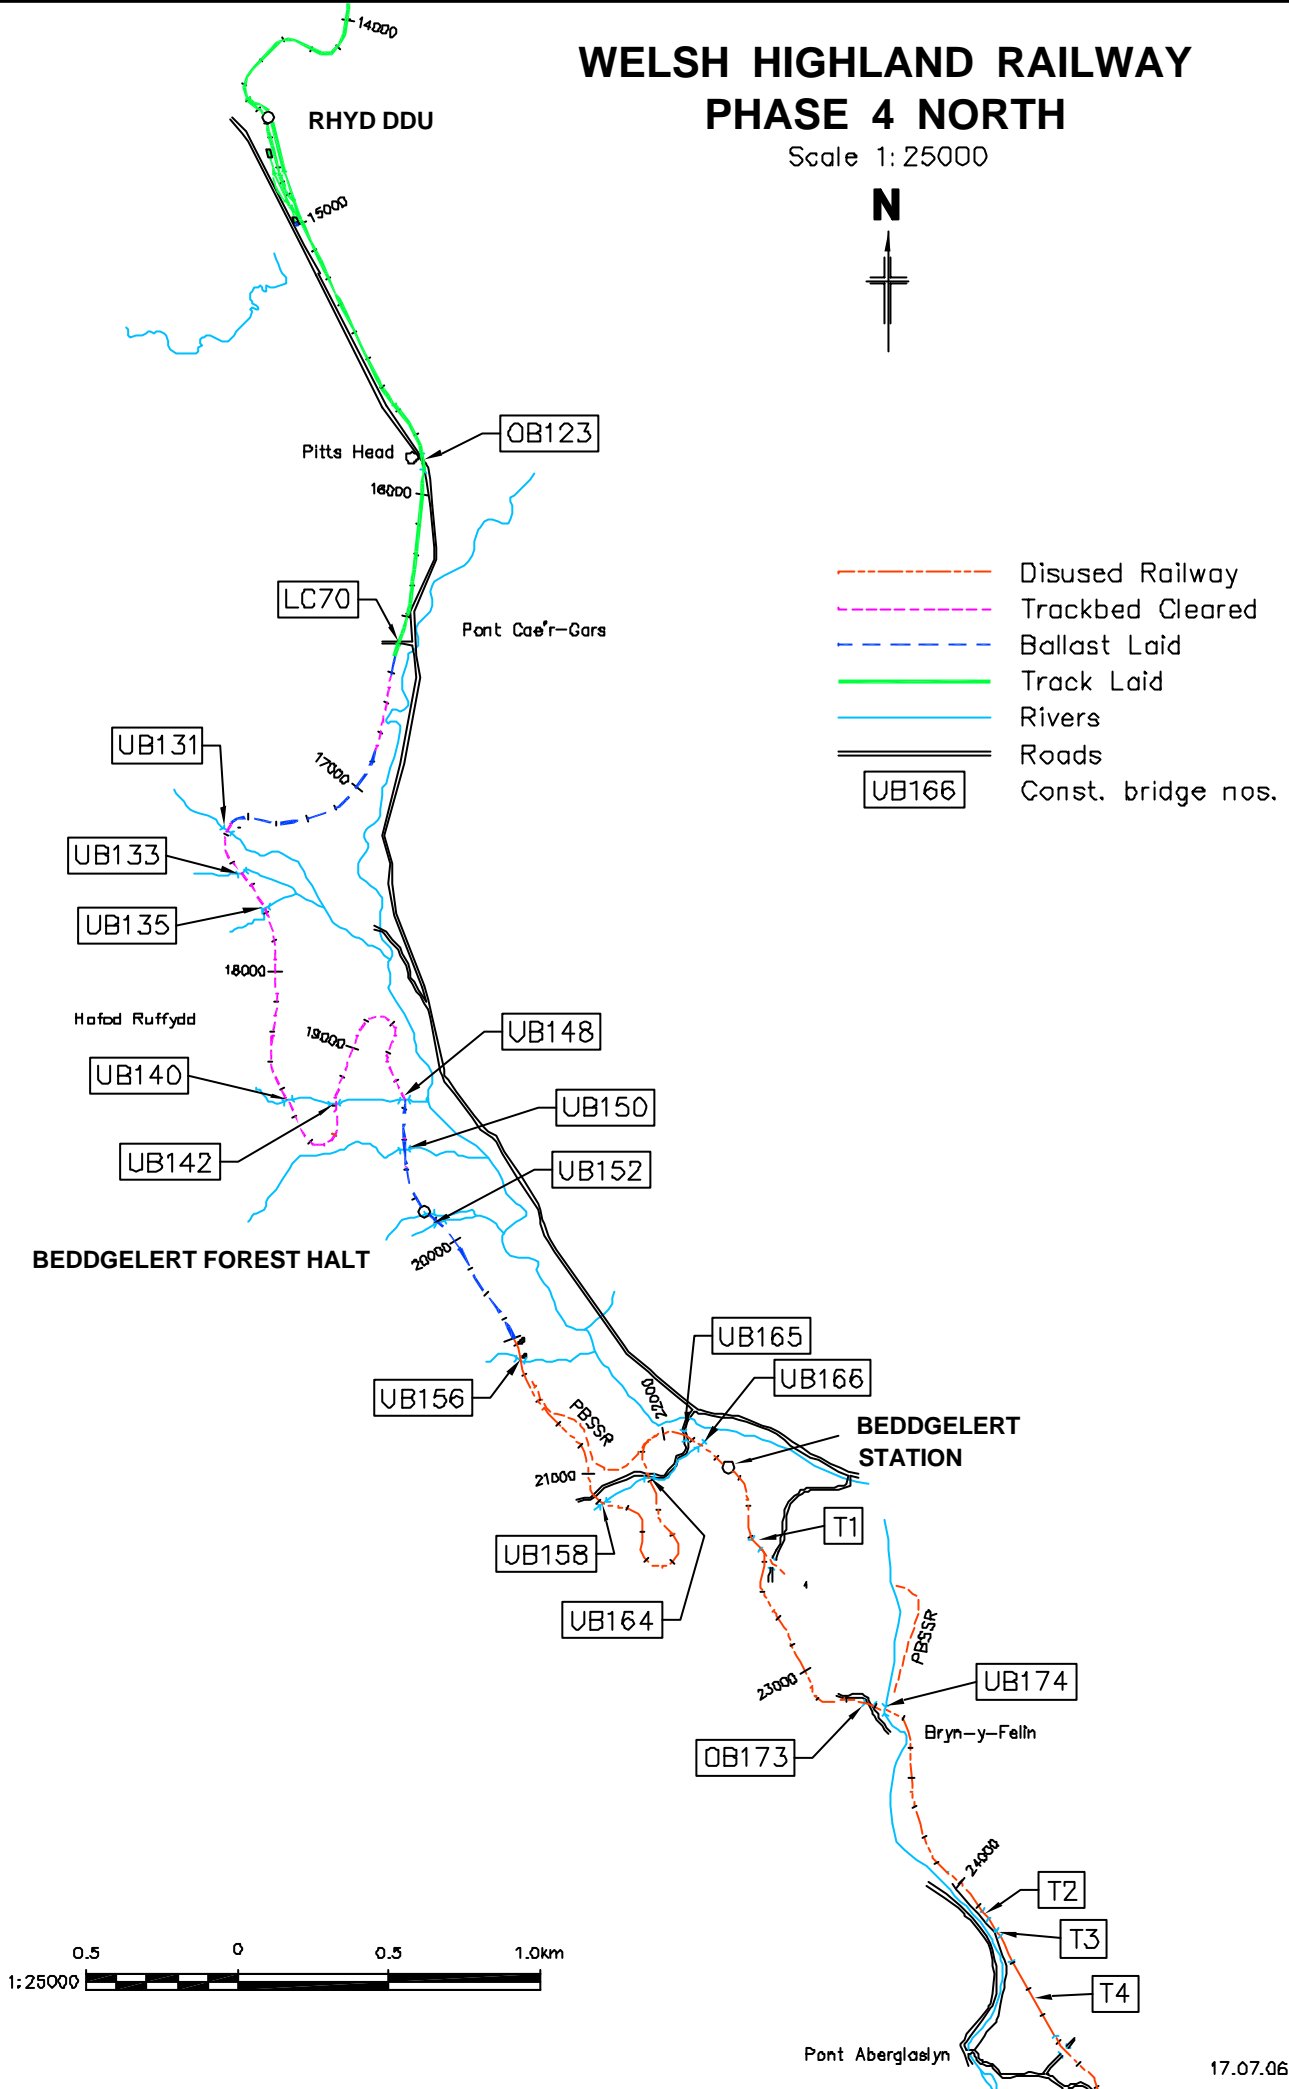 14000
WELSH HIGHLAND RAILWAY
PHASE 4 NORTH
Scale 1:25000
N
RHYD DDU
15000
OB123
Pitts Head
16000
LC70
Pont Cae'r-Gars
Disused Railway
Trackbed Cleared
Ballast Laid
Track Laid
Rivers
Roads
UB166
Const. bridge nos.
UB131
17000
UB133
UB135
18000
Hafod Ruffydd
19000
UB148
UB140
UB150
UB142
UB152
BEDDGELERT FOREST HALT
20000
UB165
UB166
UB156
22000
PBSSR
BEDDGELERT
STATION
21000
T1
UB158
UB164
PBSSR
23000
UB174
Bryn-y-Felin
OB173
24000
T2
T3
T4
0.5
0
0.5
1.0km
1:25000
Pont Aberglaslyn
17.07.06